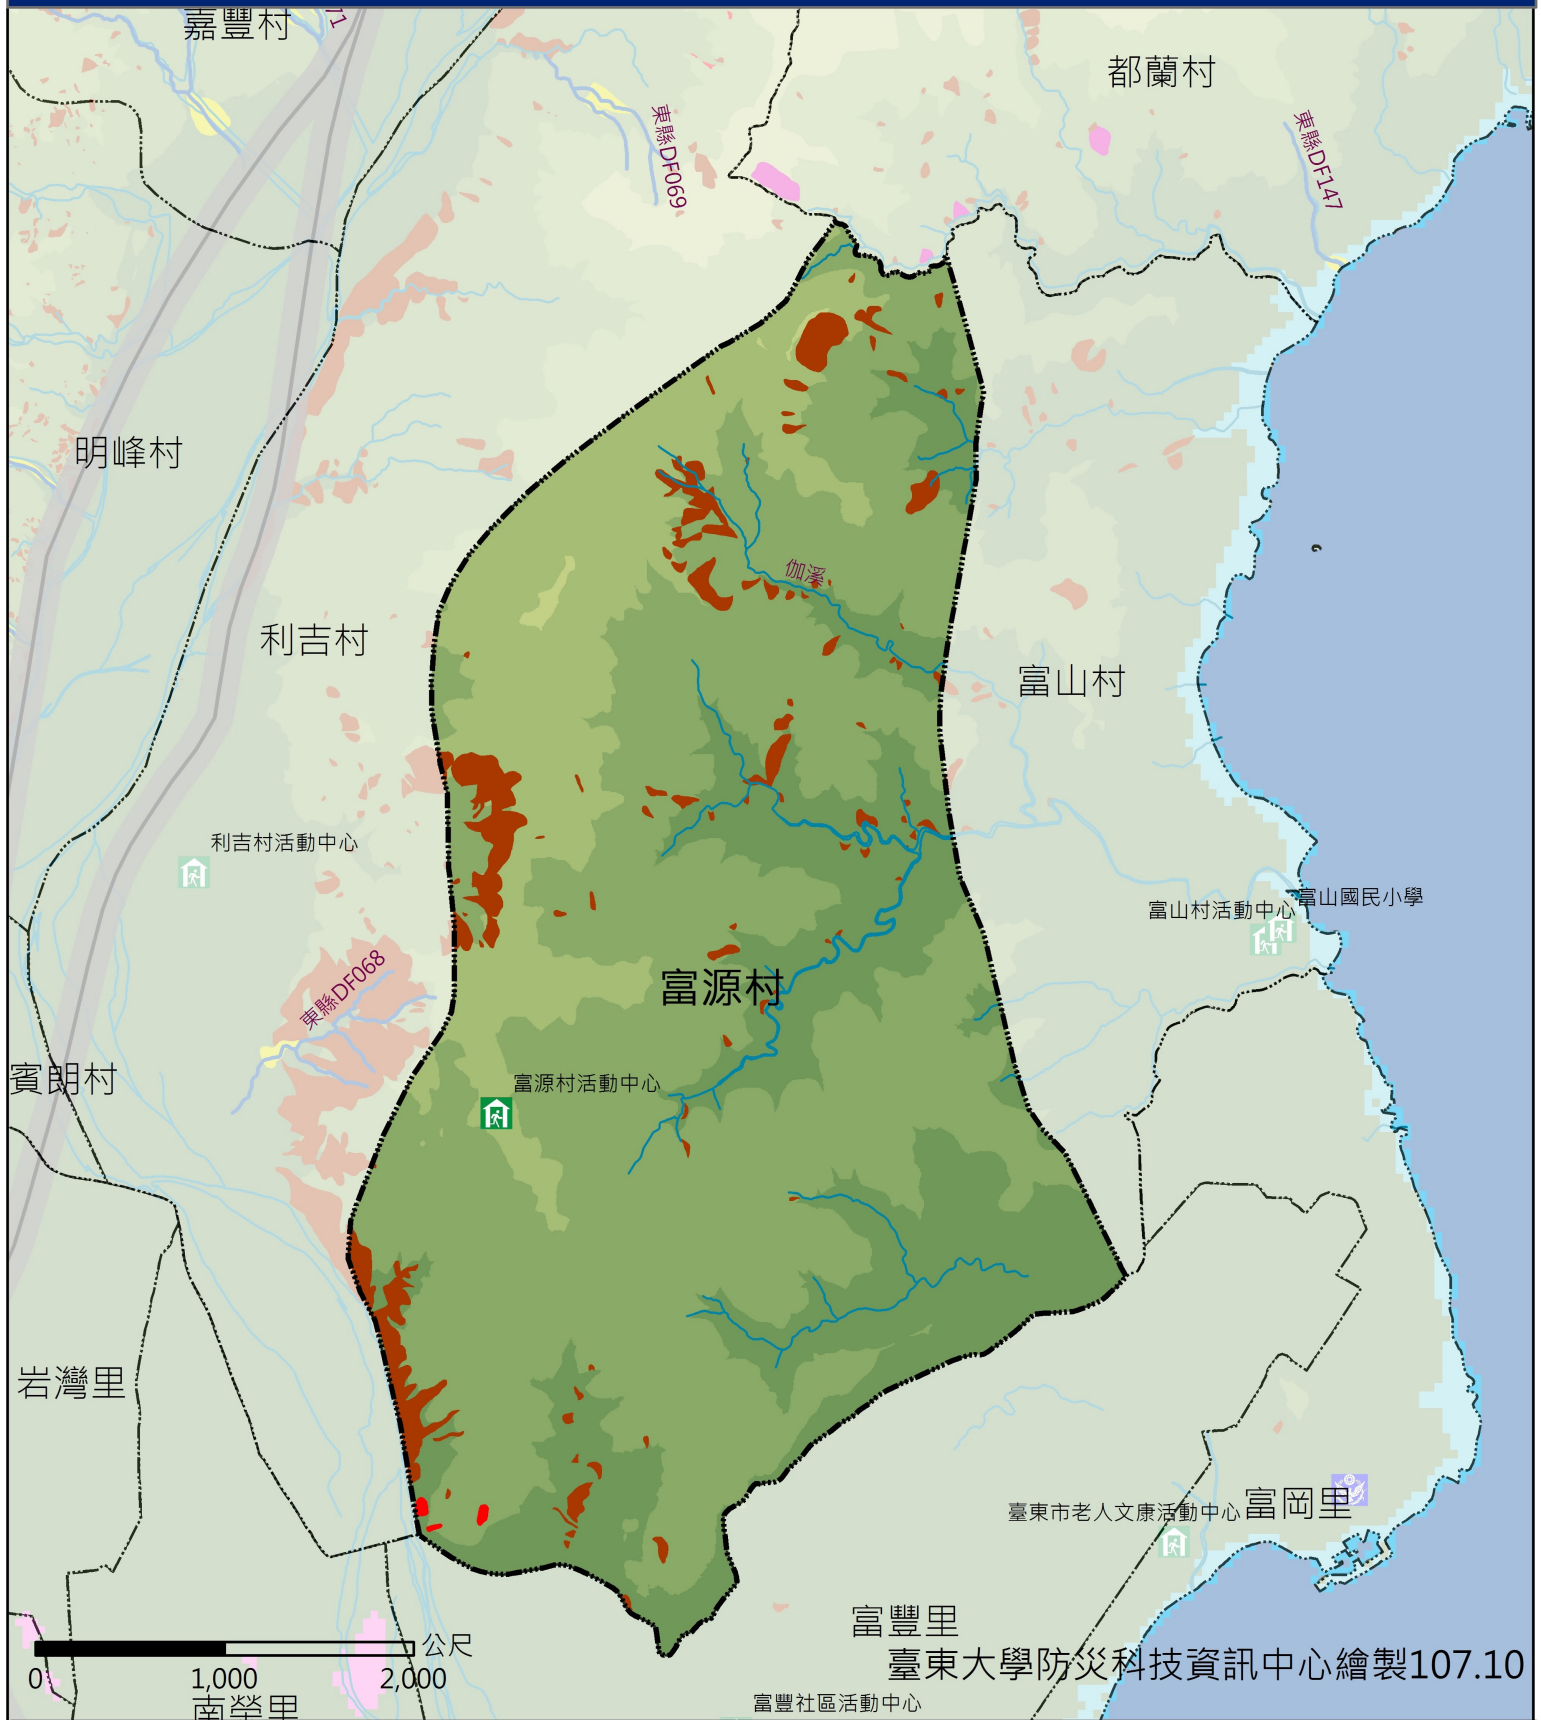 嘉豐村
71
都蘭村
東縣DF069
東縣DF147
明峰村
伽溪
利吉村
富山村
利吉村活動中心
富山國民小學
富山村活動中心
東縣DF068
富源村
賓朗村
富源村活動中心
岩灣里
臺東市老人文康活動中心
富岡里
富豐里
公尺
臺東大學防災科技資訊中心繪製107.10
0 1,000 2,000
南榮里
富豐社區活動中心